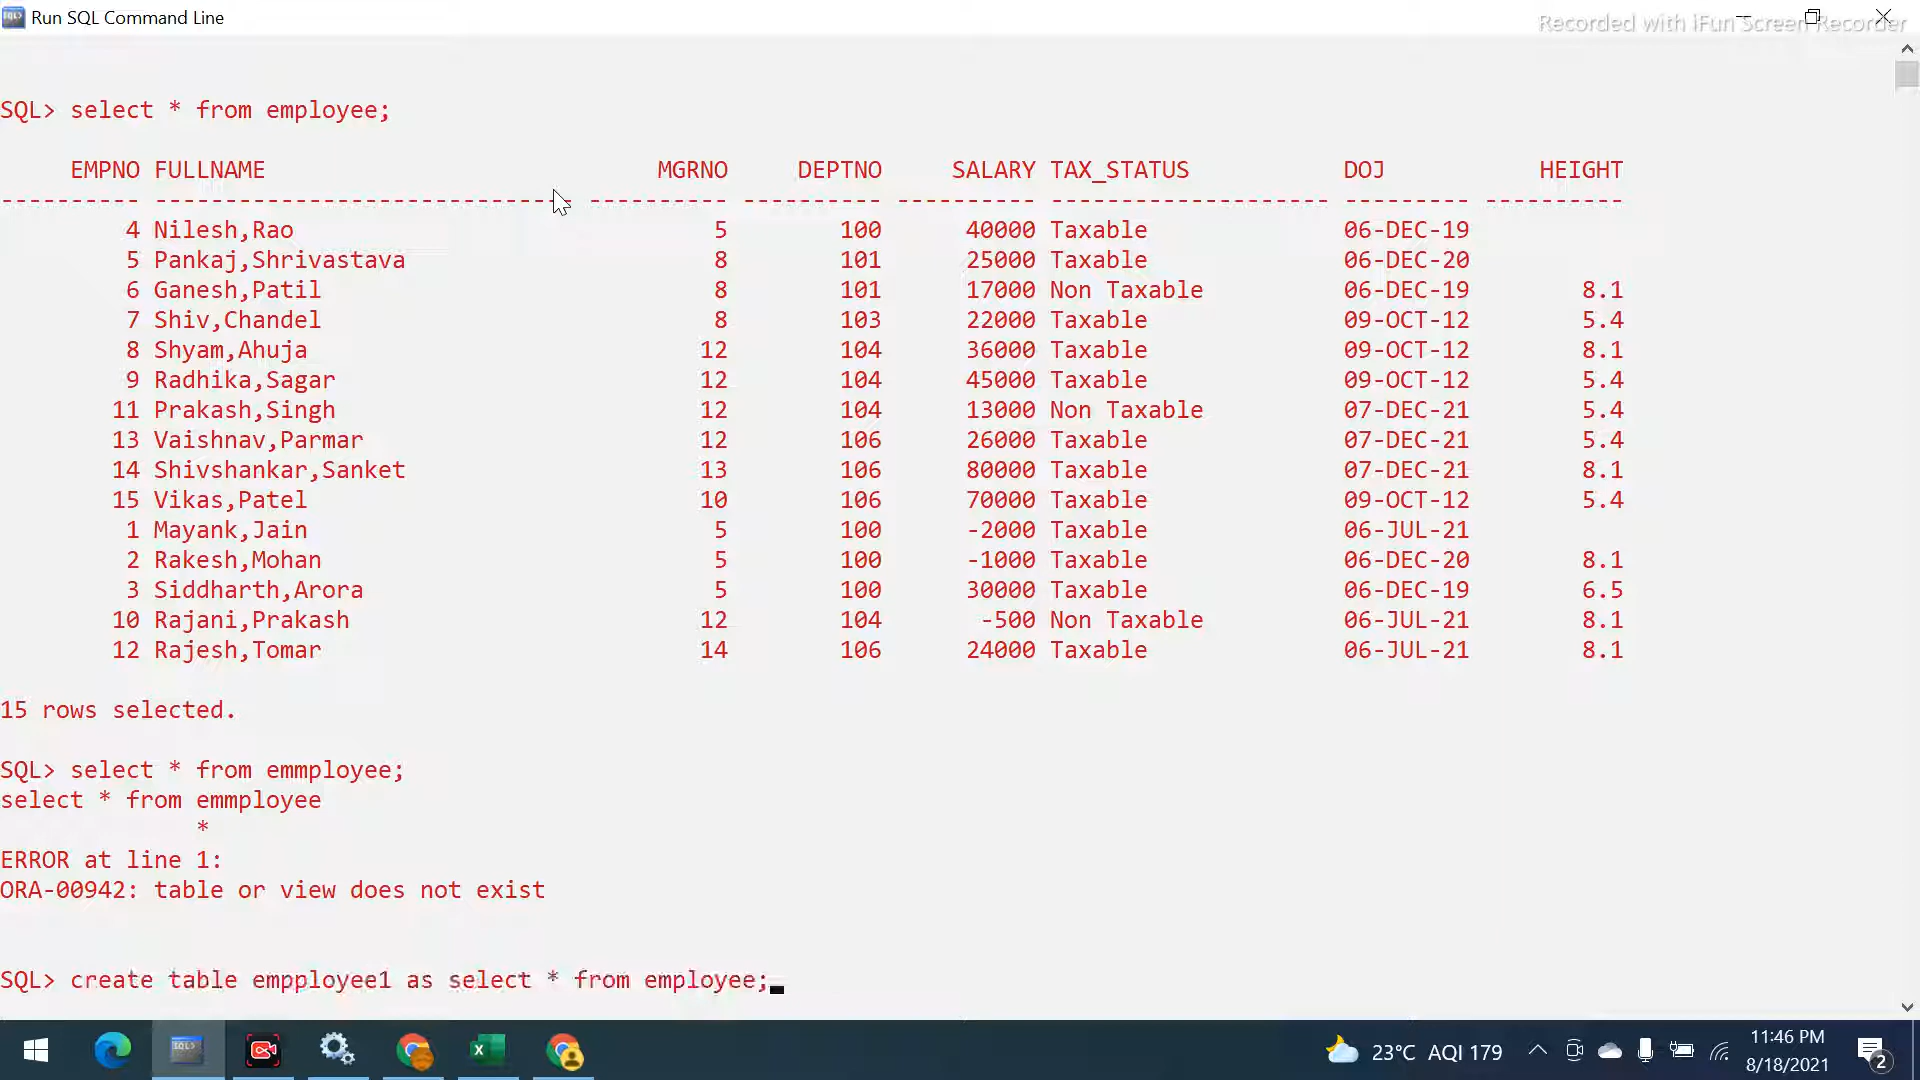 Run SQL Command Line
Recorded with iFun Screen Recorder
SQL> select * from employee;
EMPNO FULLNAME MGRNO DEPTNO SALARY TAX_STATUS DOJ HEIGHT
---------- ------------------------------ ---------- ---------- ---------- -------------------- --------- ----------
4 Nilesh,Rao 5 100 40000 Taxable 06-DEC-19
5 Pankaj,Shrivastava 8 101 25000 Taxable 06-DEC-20
6 Ganesh,Patil 8 101 17000 Non Taxable 06-DEC-19 8.1
7 Shiv,Chandel 8 103 22000 Taxable 09-OCT-12 5.4
8 Shyam,Ahuja 12 104 36000 Taxable 09-OCT-12 8.1
9 Radhika,Sagar 12 104 45000 Taxable 09-OCT-12 5.4
11 Prakash,Singh 12 104 13000 Non Taxable 07-DEC-21 5.4
13 Vaishnav,Parmar 12 106 26000 Taxable 07-DEC-21 5.4
14 Shivshankar,Sanket 13 106 80000 Taxable 07-DEC-21 8.1
15 Vikas,Patel 10 106 70000 Taxable 09-OCT-12 5.4
1 Mayank,Jain 5 100 -2000 Taxable 06-JUL-21
2 Rakesh,Mohan 5 100 -1000 Taxable 06-DEC-20 8.1
3 Siddharth,Arora 5 100 30000 Taxable 06-DEC-19 6.5
10 Rajani,Prakash 12 104 -500 Non Taxable 06-JUL-21 8.1
12 Rajesh,Tomar 14 106 24000 Taxable 06-JUL-21 8.1
15 rows selected.
SQL> select * from emmployee;
select * from emmployee
*
ERROR at line 1:
ORA-00942: table or view does not exist
SQL> create table empployee1 as select * from employee;
23°C AQI 179
11:46 PM
8/18/2021
2